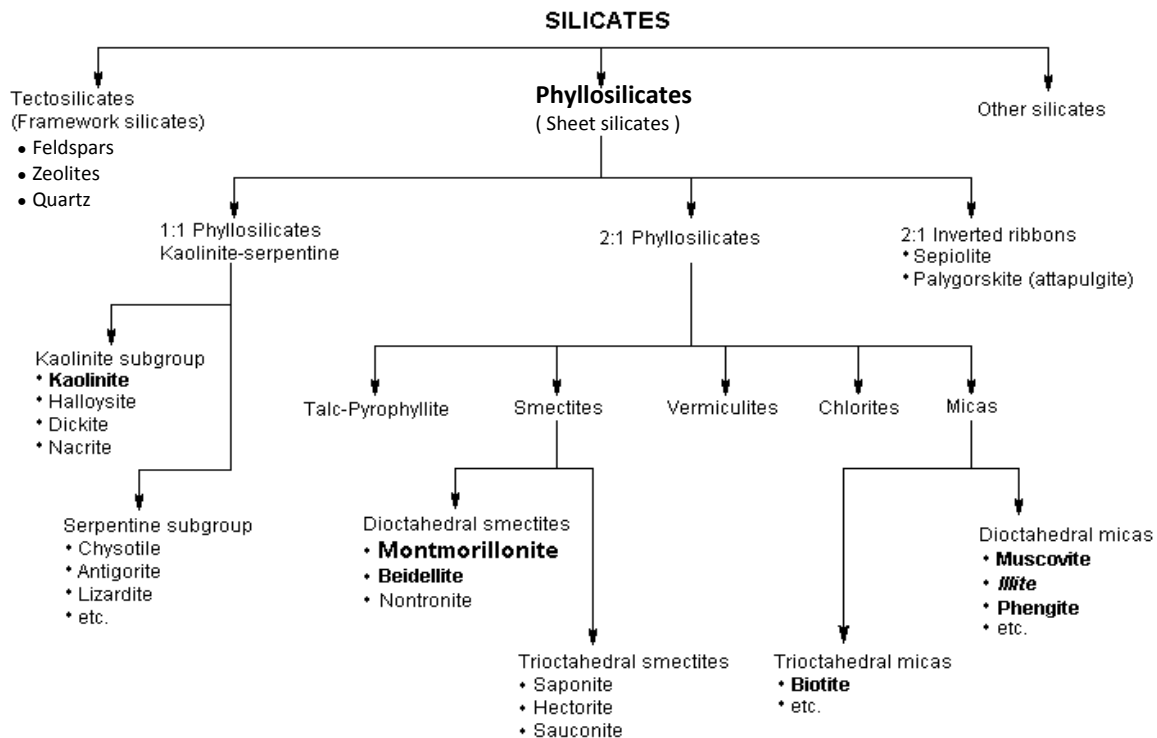 SILICATES
Tectosilicates
(Framework silicates)
• Feldspars
• Zeolites
• Quartz
Phyllosilicates
( Sheet silicates )
Other silicates
1:1 Phyllosilicates
Kaolinite-serpentine
2:1 Phyllosilicates
2:1 Inverted ribbons
• Sepiolite
• Palygorskite (attapulgite)
Kaolinite subgroup
• Kaolinite
• Halloysite
• Dickite
• Nacrite
Serpentine subgroup
• Chysotile
• Antigorite
• Lizardite
• etc.
Talc-Pyrophyllite
Smectites
Vermiculites
Chlorites
Micas
Dioctahedral smectites
• Montmorillonite
• Beidellite
• Nontronite
Trioctahedral smectites
• Saponite
• Hectorite
• Sauconite
Trioctahedral micas
• Biotite
• etc.
Dioctahedral micas
• Muscovite
• Illite
• Phengite
• etc.